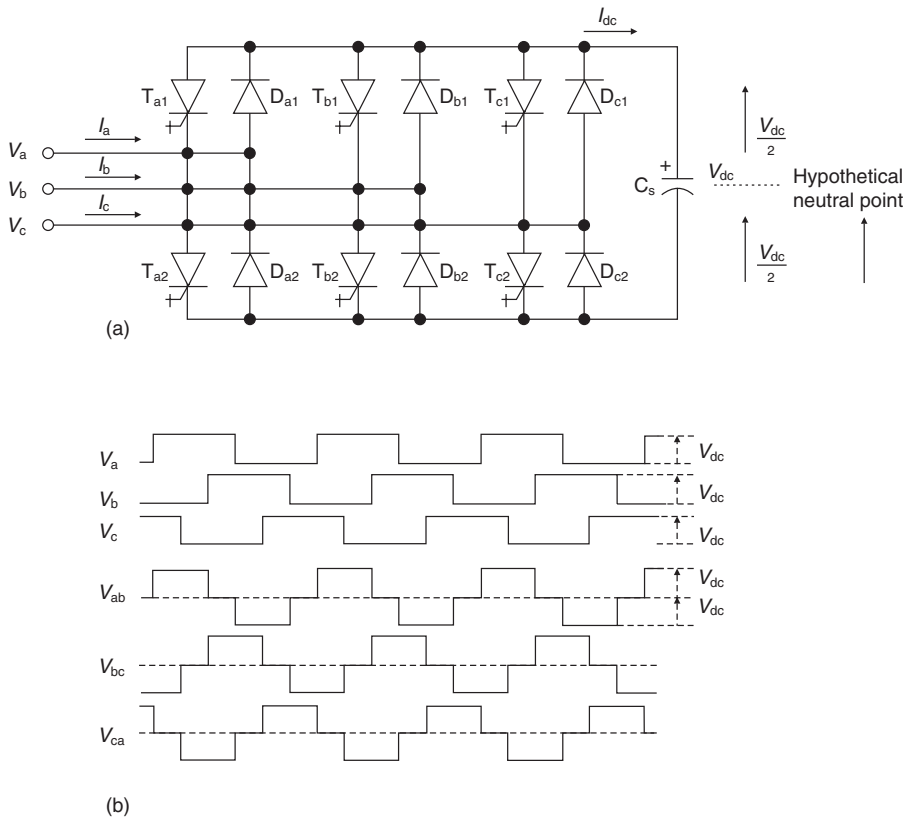 I_dc
T_a1 D_a1 T_b1 D_b1 T_c1 D_c1
I_a
V_a
I_b
V_b
I_c
V_c
T_a2 D_a2 T_b2 D_b2 T_c2 D_c2
+
C_s
V_dc
V_dc
2
Hypothetical
neutral point
V_dc
2
(a)
V_a
V_dc
V_b
V_dc
V_c
V_dc
V_ab
V_dc
V_dc
V_bc
V_ca
(b)